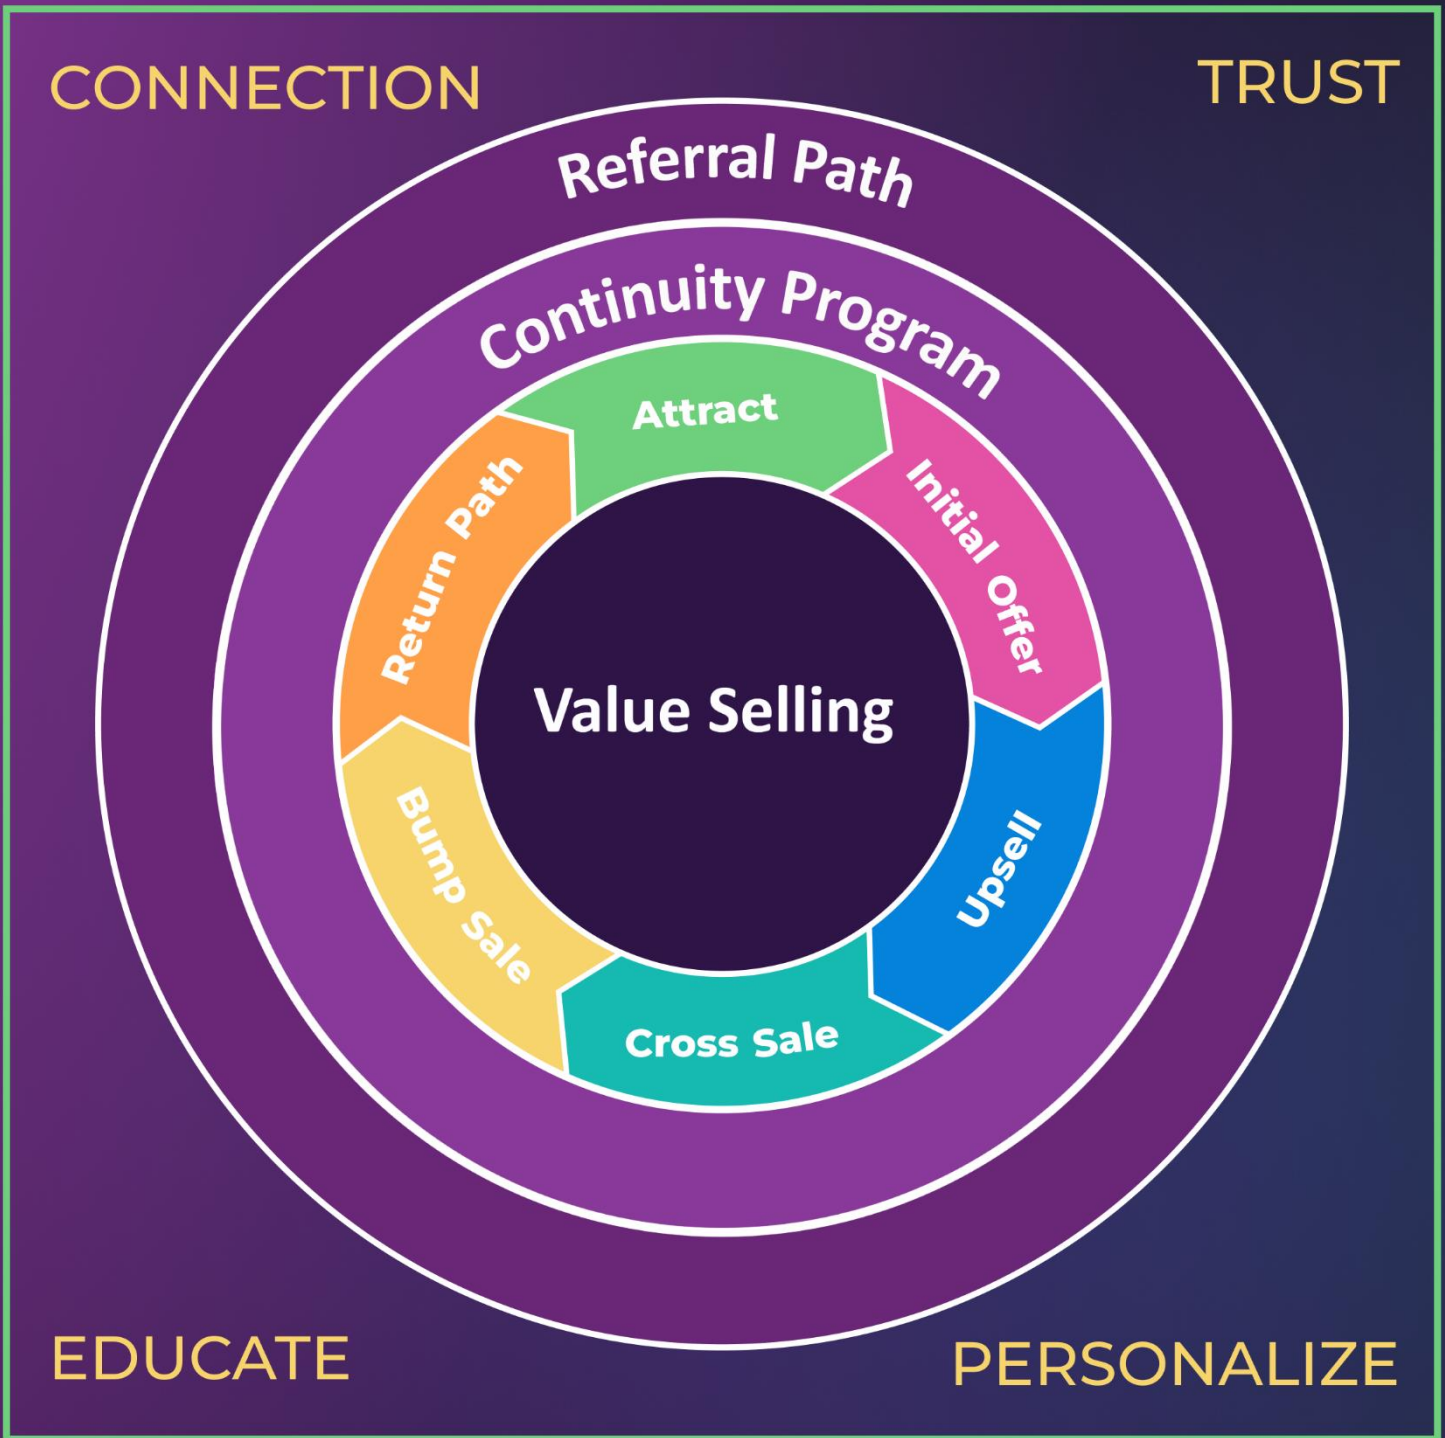 CONNECTION
TRUST
Referral Path
Continuity Program
Attract
Initial Offer
Upsell
Cross Sale
Bump Sale
Return Path
Value Selling
EDUCATE
PERSONALIZE